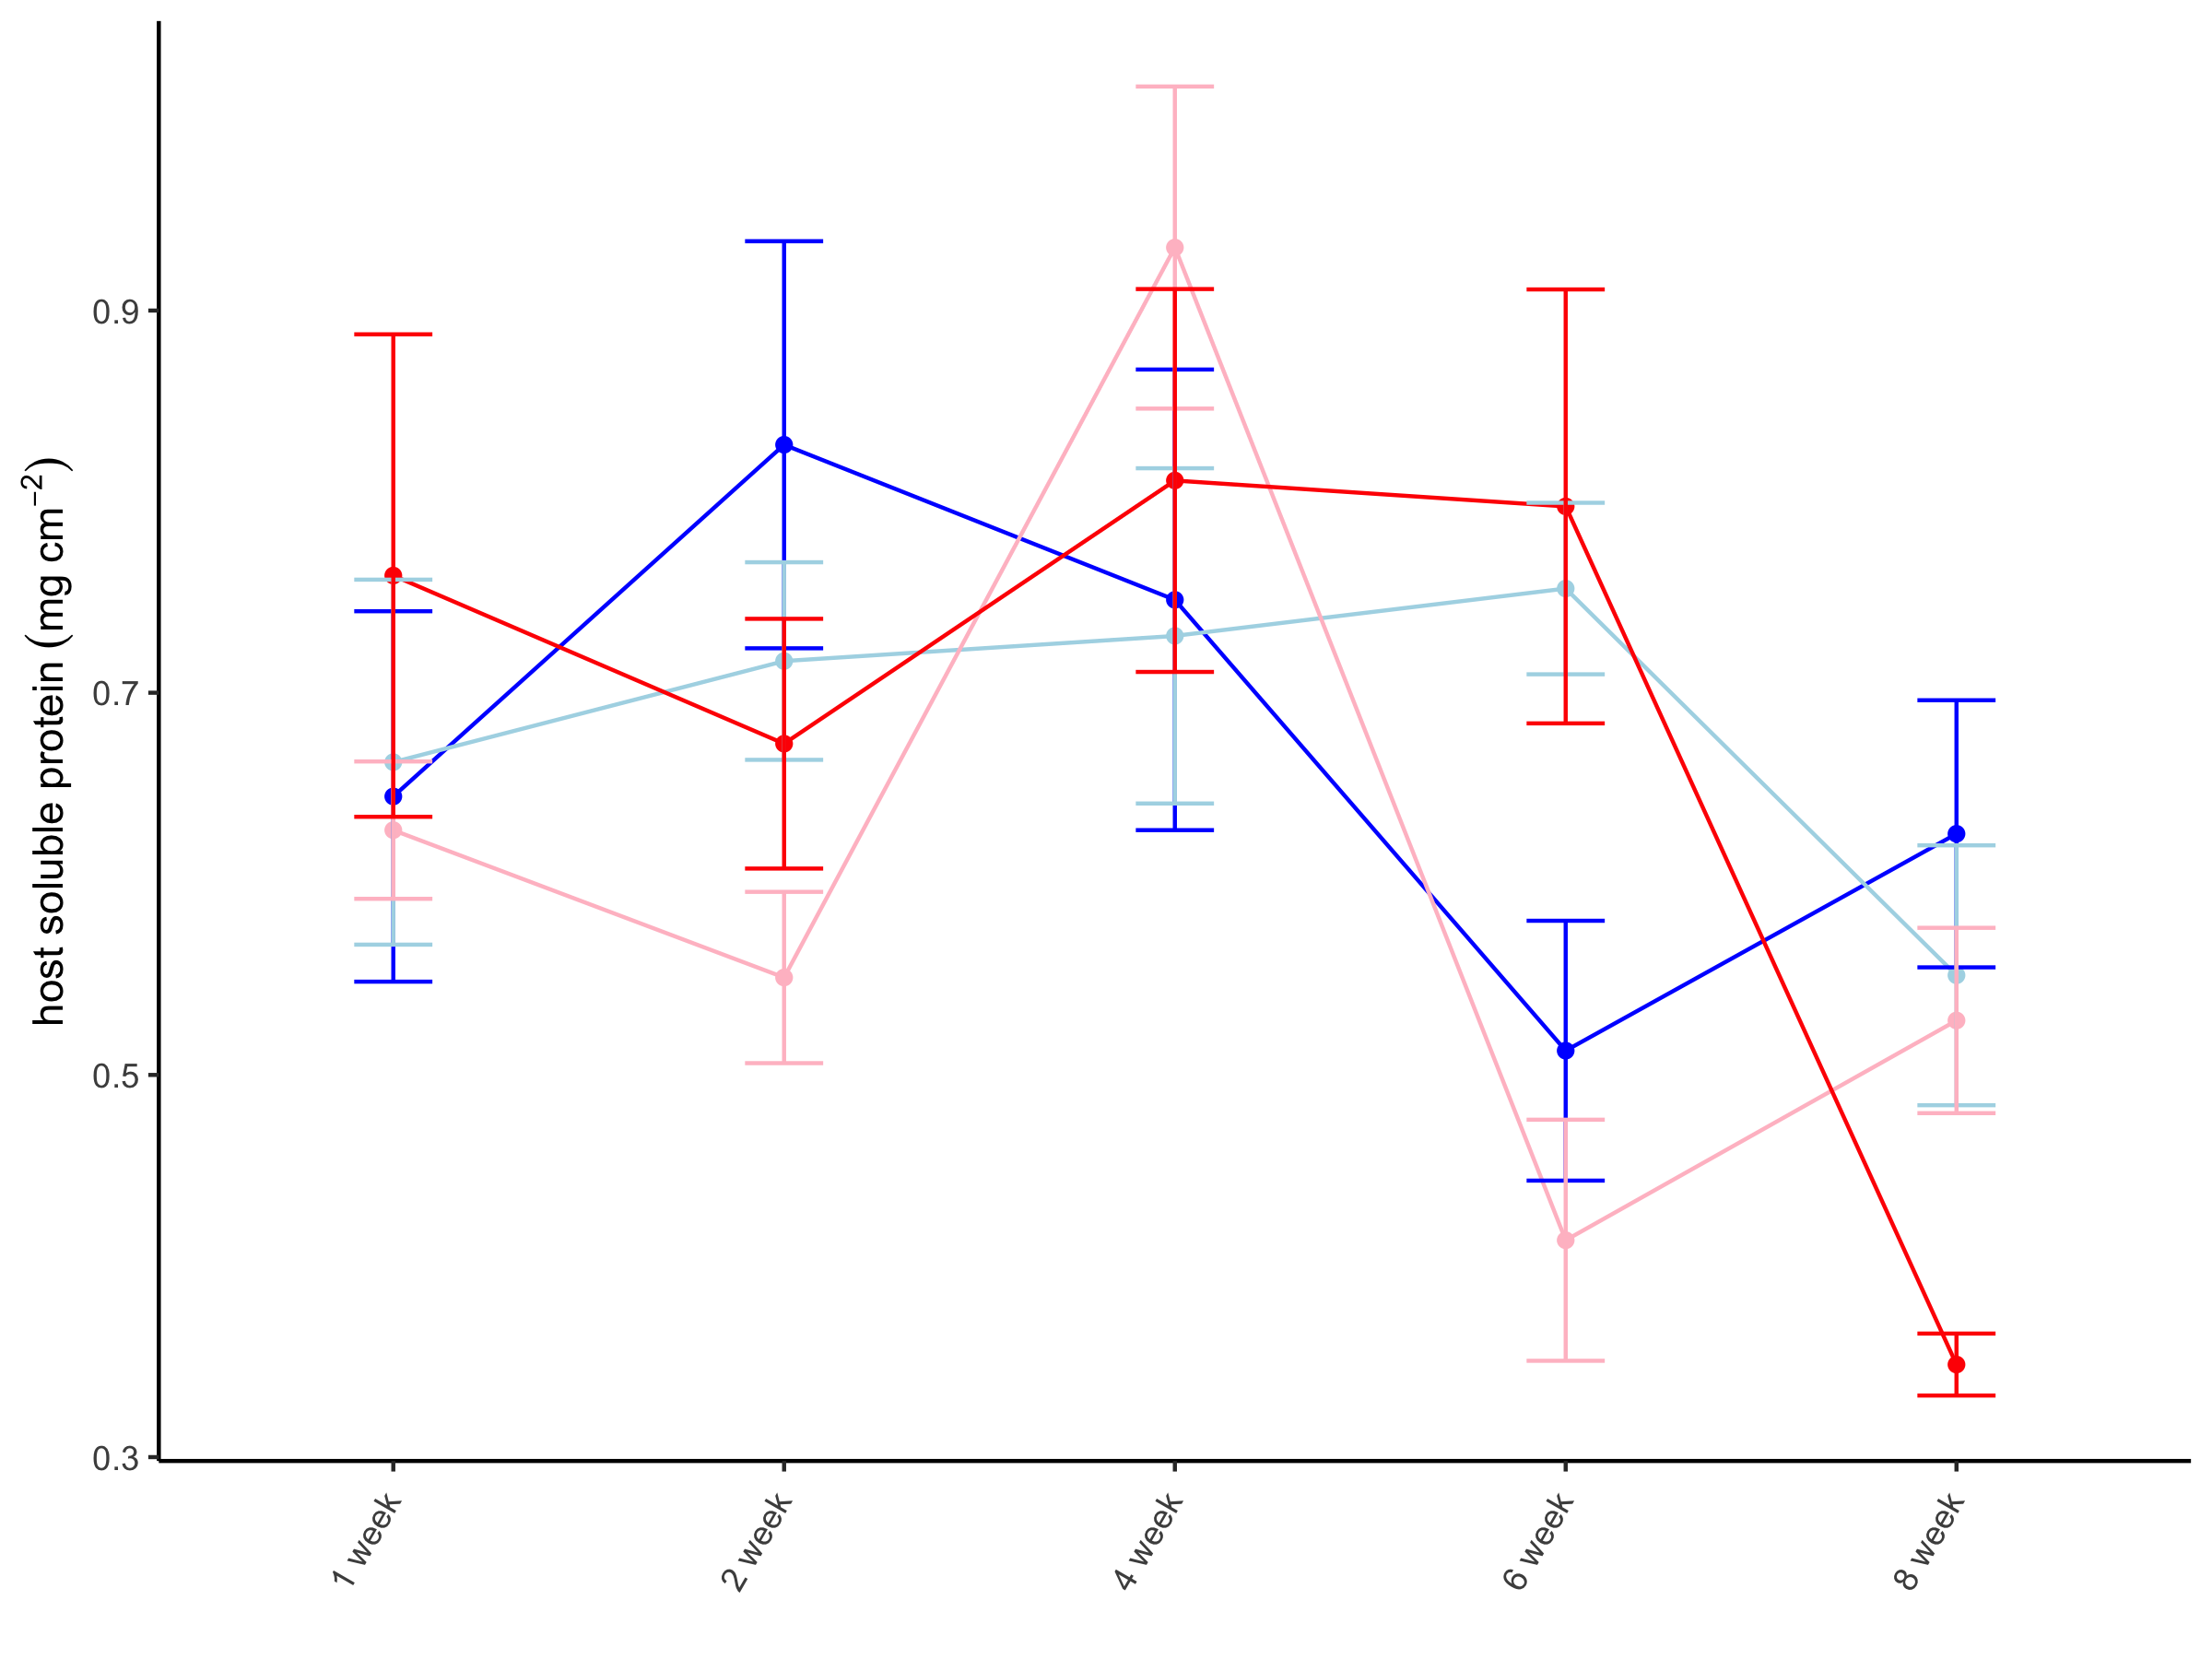 host soluble protein (mg cm⁻²)
0.9
0.7
0.5
0.3
1 week
2 week
4 week
6 week
8 week